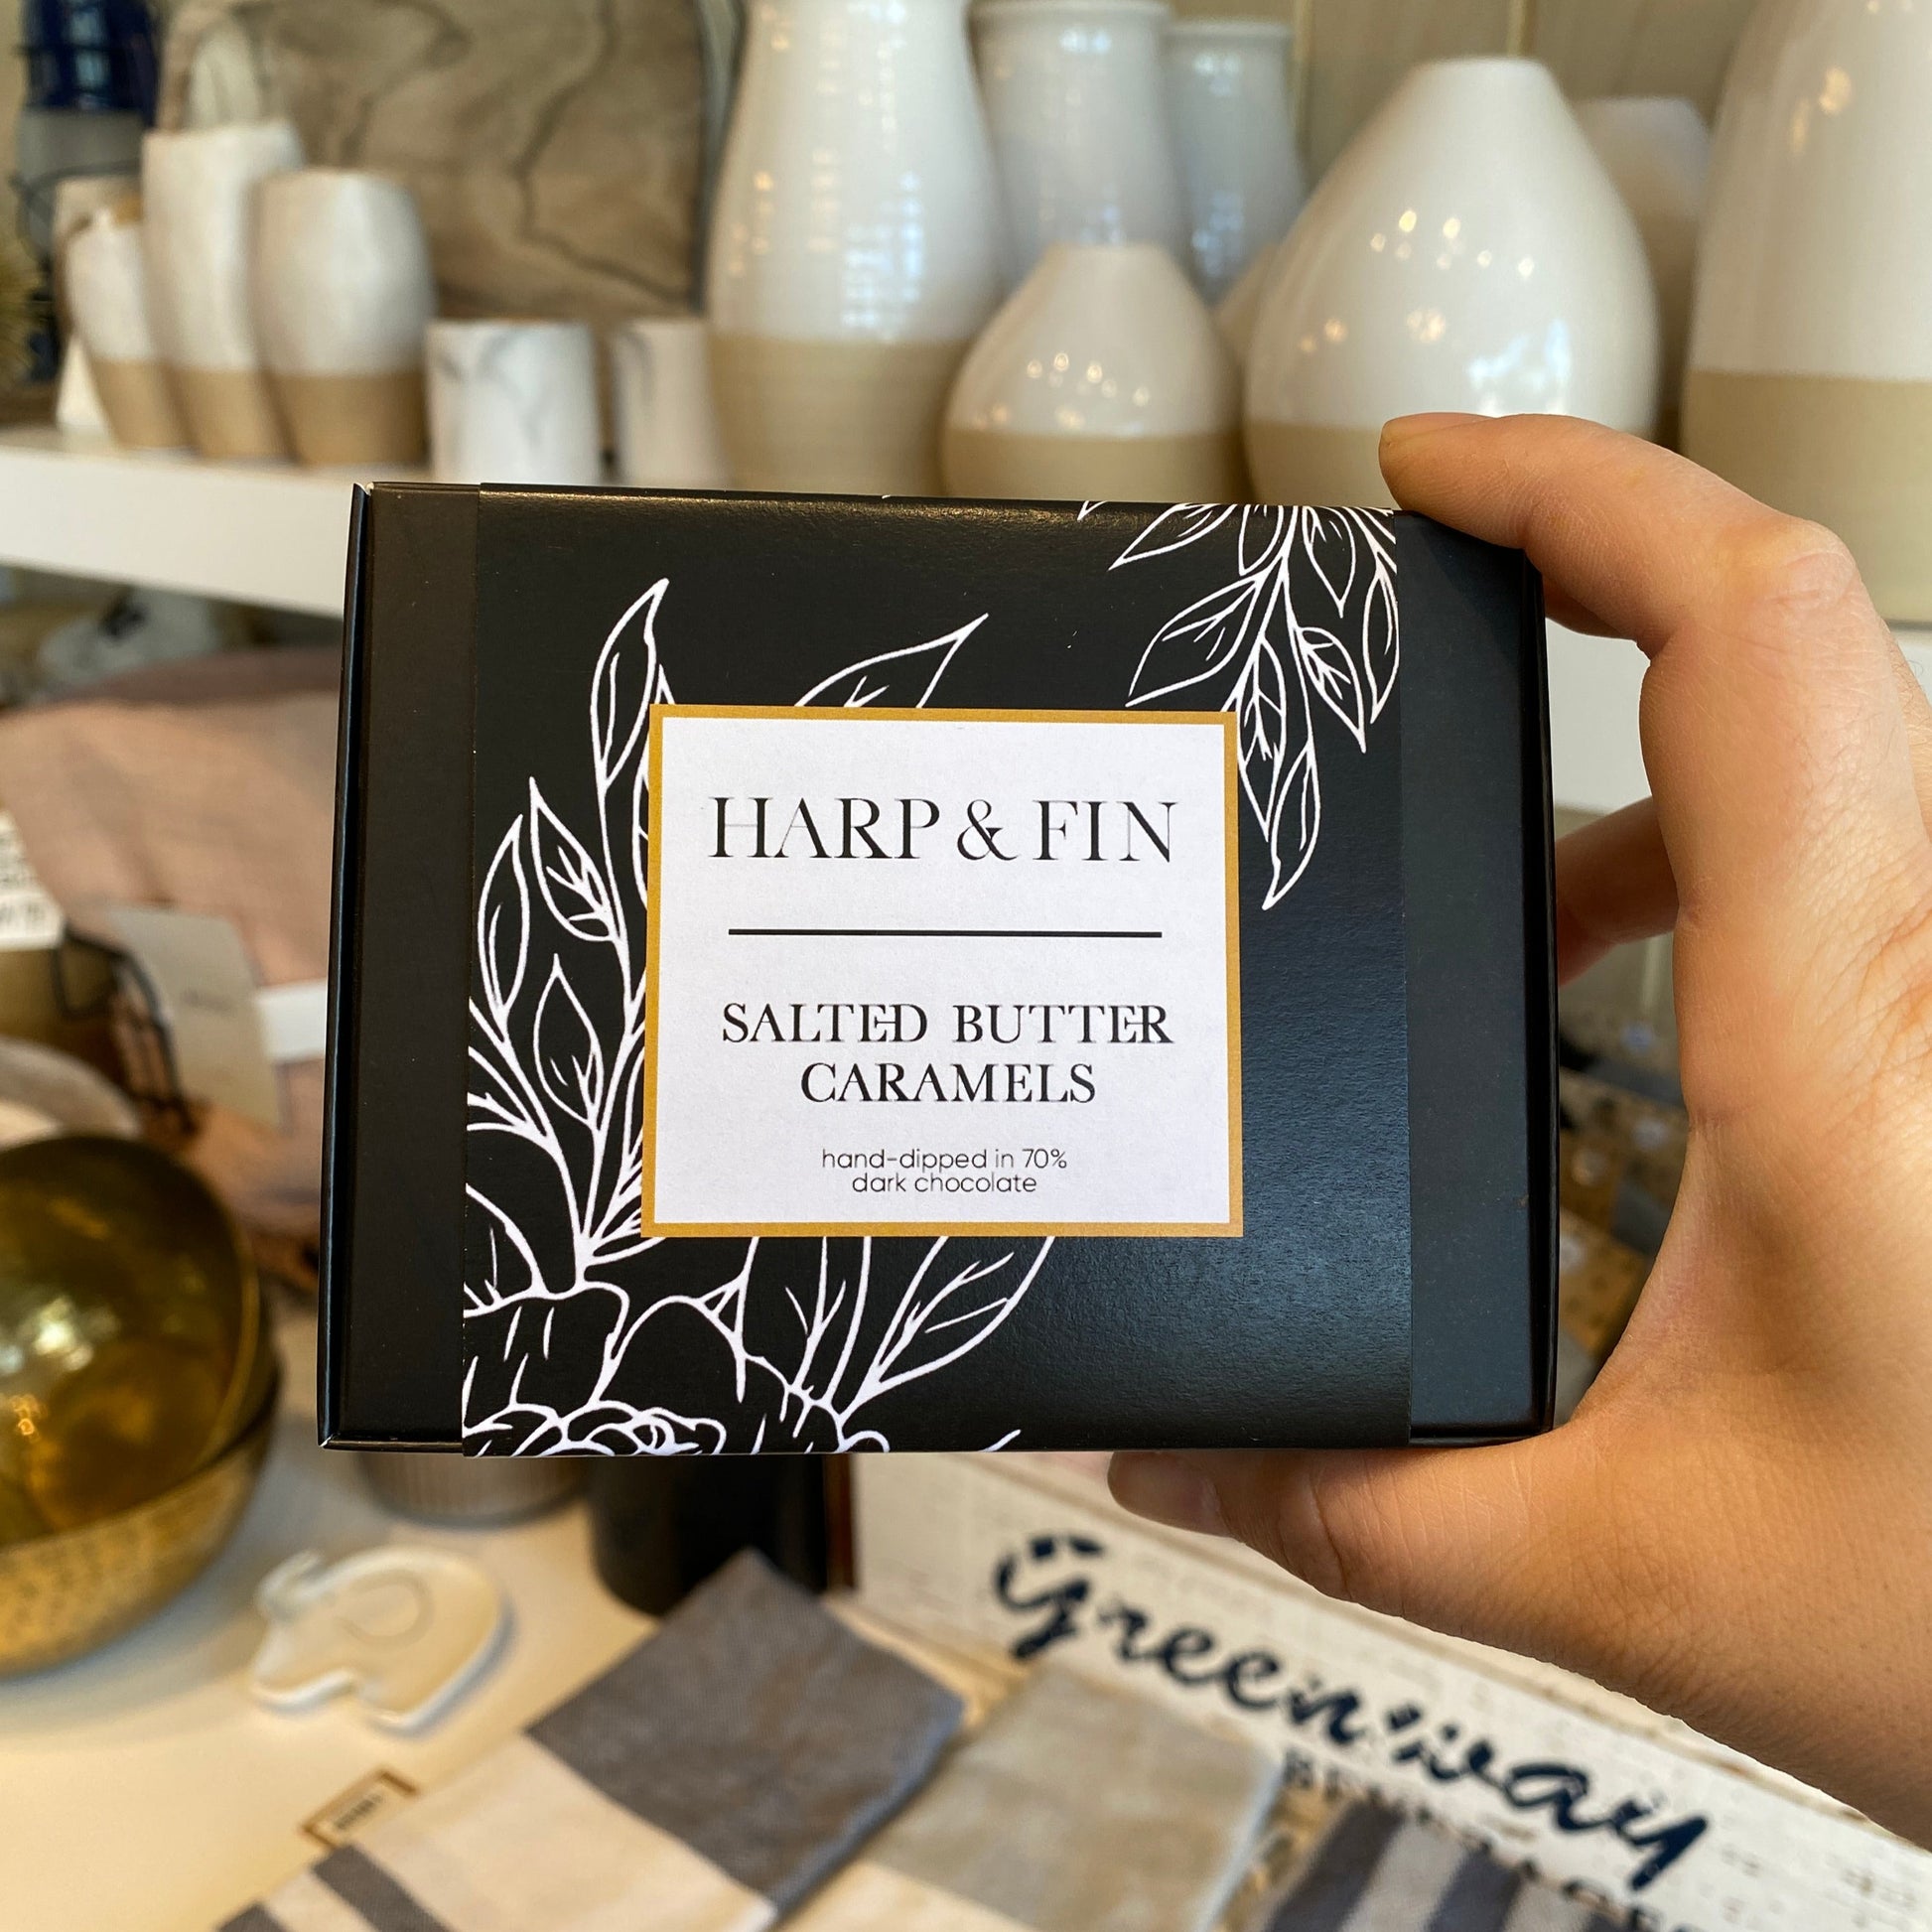 HARP & FIN
SALTED BUTTER
CARAMELS
hand-dipped in 70%
dark chocolate
greenway